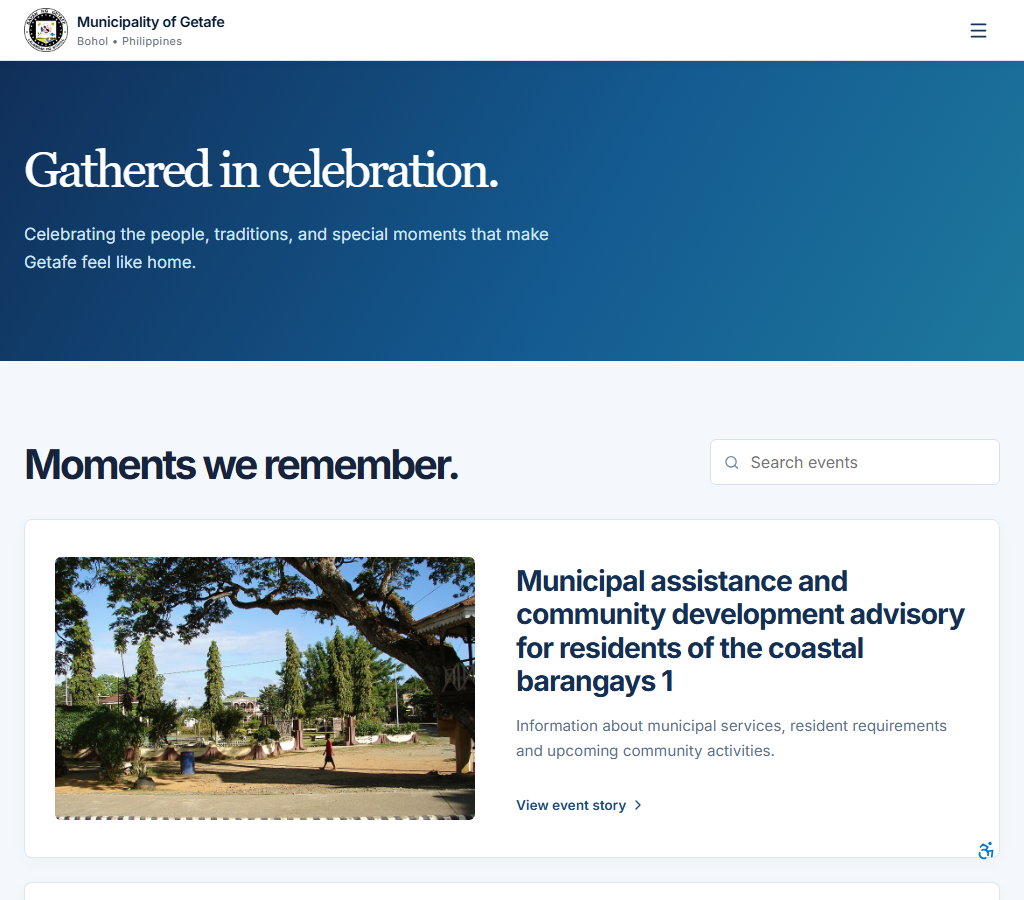 Municipality of Getafe
Bohol • Philippines
Gathered in celebration.
Celebrating the people, traditions, and special moments that make
Getafe feel like home.
Moments we remember.
Search events
Municipal assistance and
community development advisory
for residents of the coastal
barangays 1
Information about municipal services, resident requirements
and upcoming community activities.
View event story